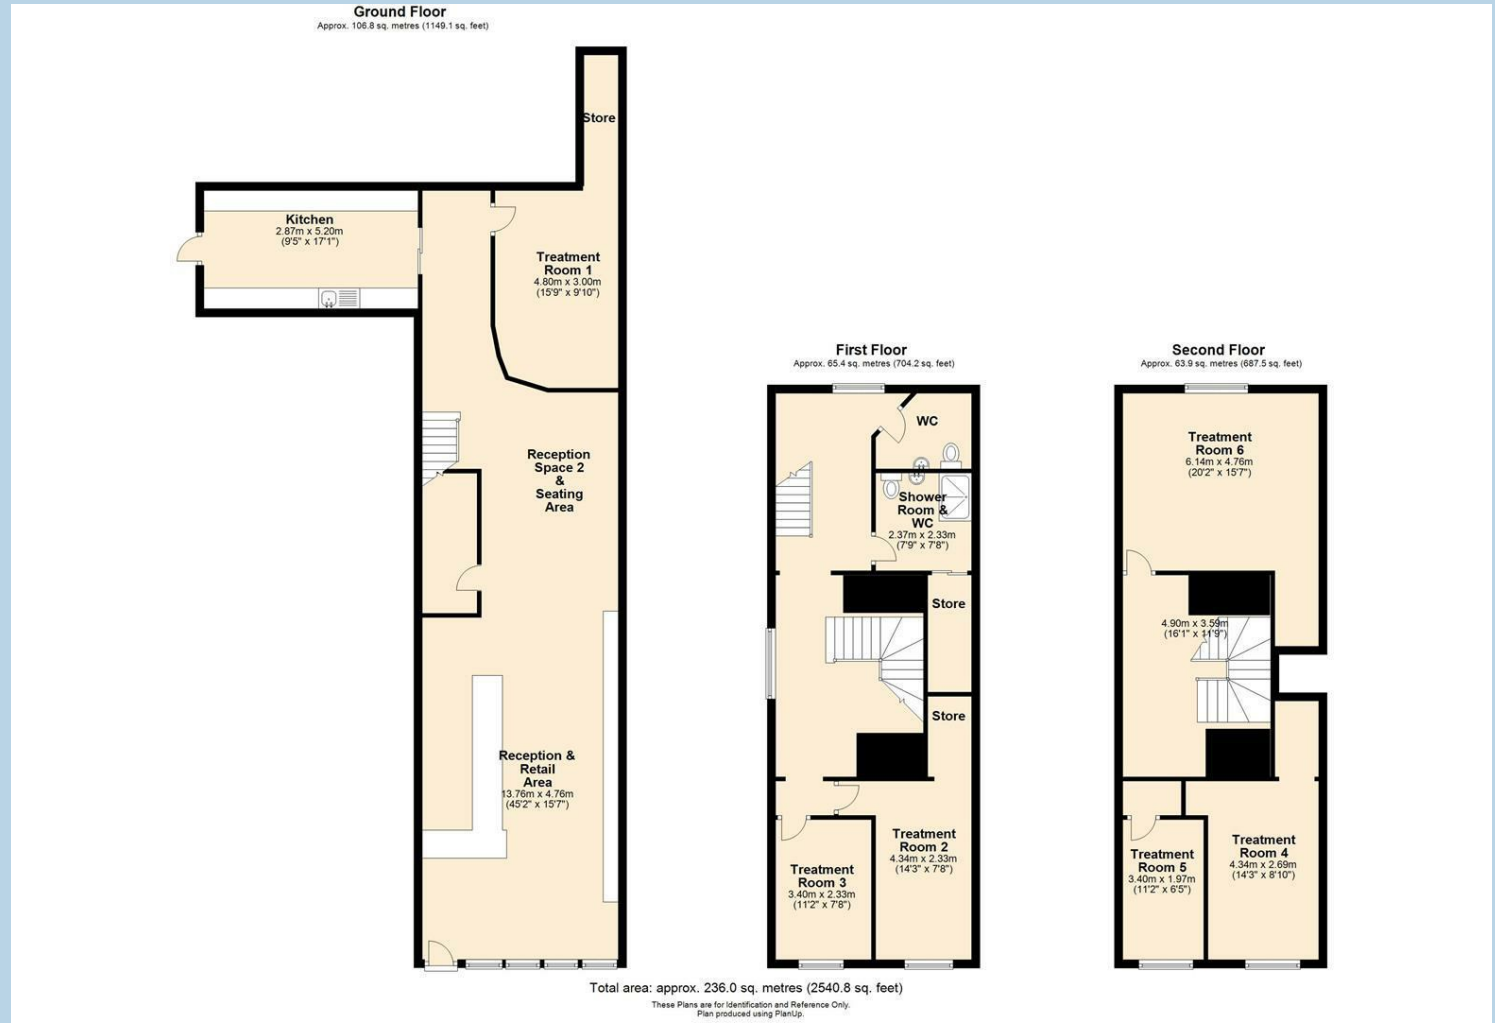 Ground Floor
Approx. 106.8 sq. metres (1149.1 sq. feet)
Store
Kitchen
2.87m x 5.20m
(9'5" x 17'1")
Treatment
Room 1
4.80m x 3.00m
(15'9" x 9'10")
Reception
Space 2
&
Seating
Area
Reception &
Retail
Area
13.76m x 4.76m
(45'2" x 15'7")
First Floor
Approx. 65.4 sq. metres (704.2 sq. feet)
WC
Shower
Room &
WC
2.37m x 2.33m
(7'9" x 7'8")
Store
Store
Treatment
Room 2
4.34m x 2.33m
(14'3" x 7'8")
Treatment
Room 3
3.40m x 2.33m
(11'2" x 7'8")
Second Floor
Approx. 63.9 sq. metres (687.5 sq. feet)
Treatment
Room 6
6.14m x 4.76m
(20'2" x 15'7")
4.90m x 3.59m
(16'1" x 11'9")
Treatment
Room 4
4.34m x 2.69m
(14'3" x 8'10")
Treatment
Room 5
3.40m x 1.97m
(11'2" x 6'5")
Total area: approx. 236.0 sq. metres (2540.8 sq. feet)
These Plans are for Identification and Reference Only.
Plan produced using PlanUp.